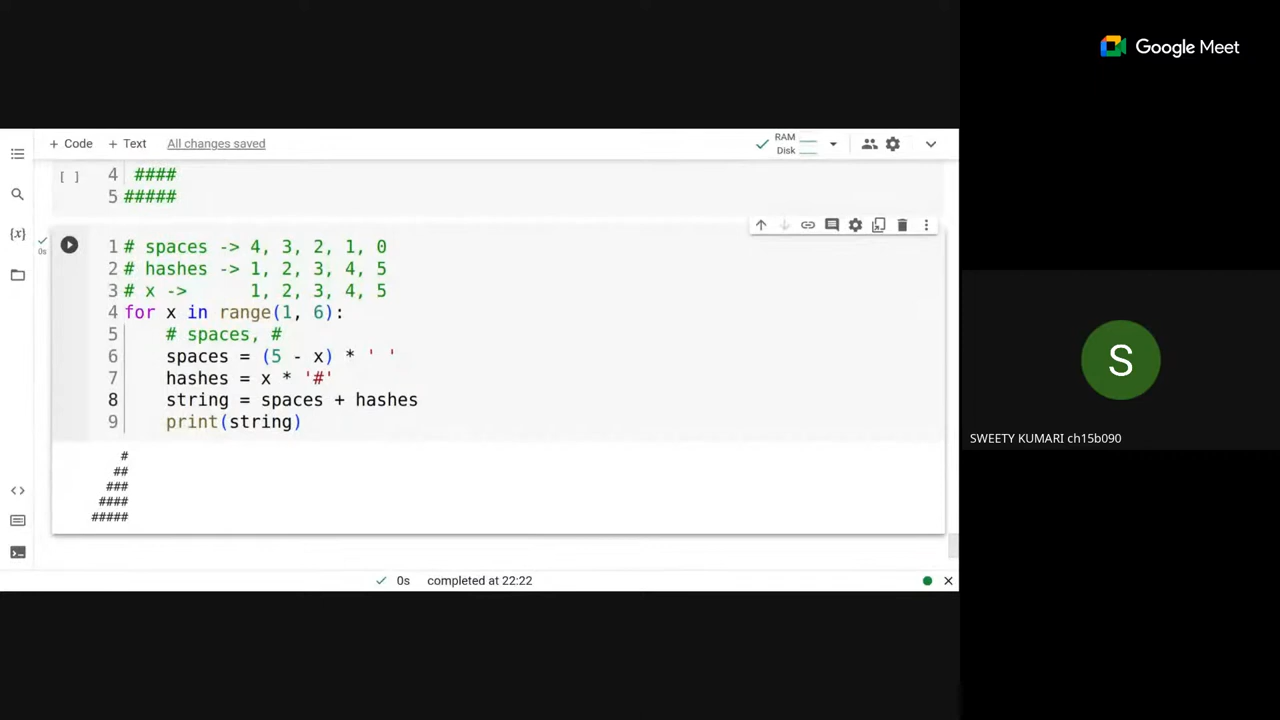 Google Meet
+ Code + Text All changes saved RAM
Disk
[ ] 4 ####
5 #####
{x}
0s
1 # spaces -> 4, 3, 2, 1, 0
2 # hashes -> 1, 2, 3, 4, 5
3 # x -> 1, 2, 3, 4, 5
4 for x in range(1, 6):
5 # spaces, #
6 spaces = (5 - x) * ' '
7 hashes = x * '#'
8 string = spaces + hashes
9 print(string)
#
##
###
####
#####
0s completed at 22:22
S
SWEETY KUMARI ch15b090